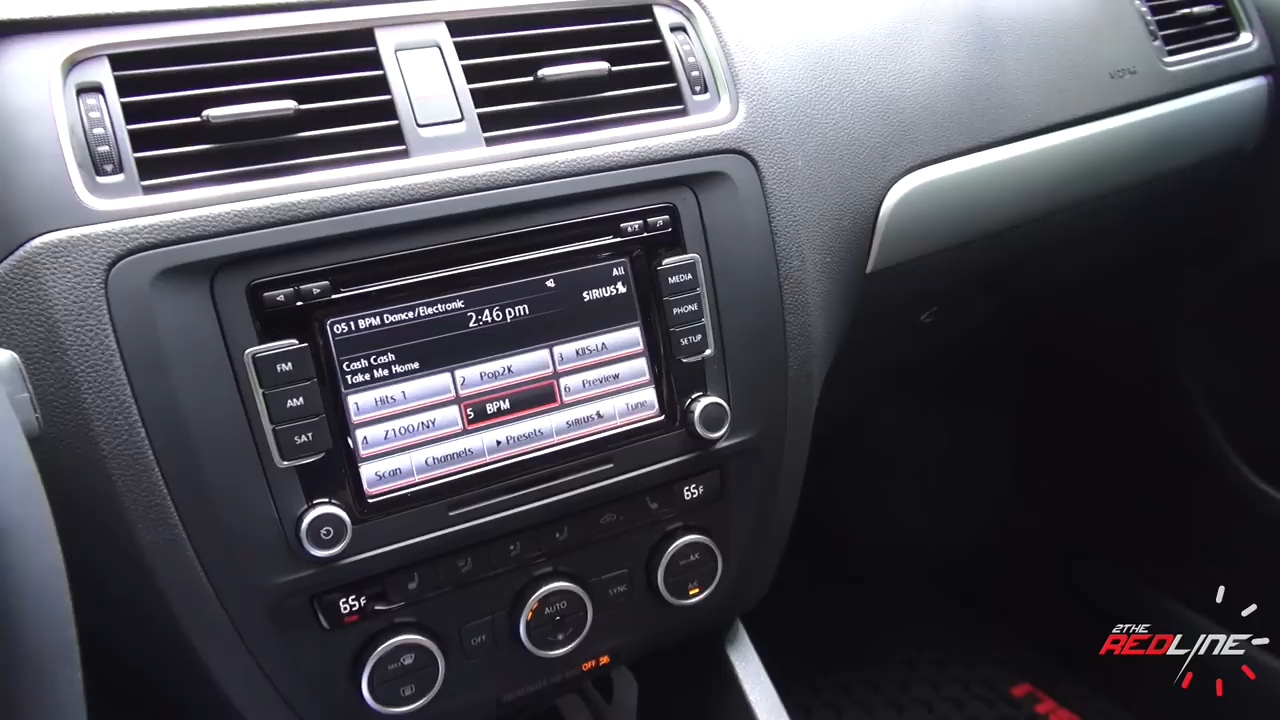 All
051 BPM Dance/Electronic
SIRIUS
2:46 pm
Cash Cash
Take Me Home
1 Hits 1
2 Pop2K
3 KIIS-LA
4 Z100/NY
5 BPM
6 Preview
Scan
Channels
Presets
SIRIUS
Tune
FM
AM
SAT
MEDIA
PHONE
SETUP
65F
65F
OFF
AUTO
SYNC
MAX A/C
A/C
MAX
OFF
2THE
REDLINE